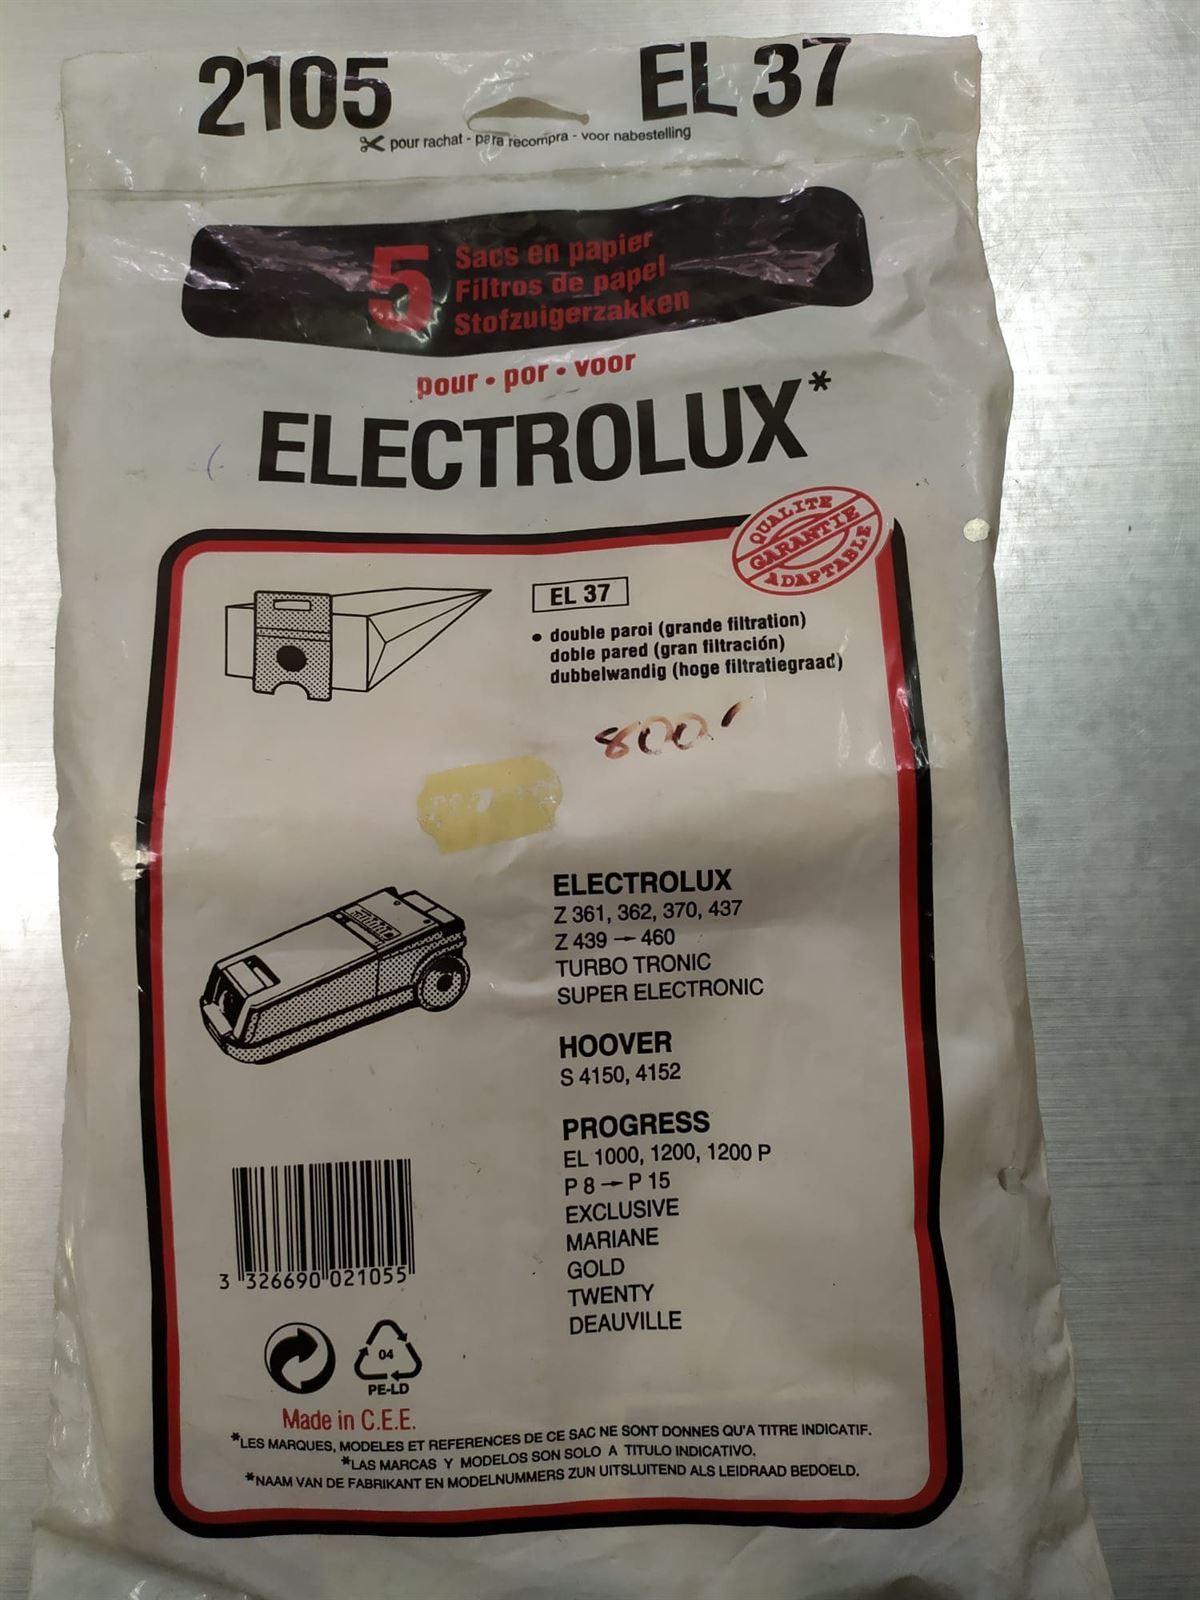 2105 EL 37
pour rachat - para recompra - voor nabestelling
5 Sacs en papier
Filtros de papel
Stofzuigerzakken
pour • por • voor
ELECTROLUX*
QUALITE
GARANTIE
ADAPTABLE
EL 37
• double paroi (grande filtration)
doble pared (gran filtración)
dubbelwandig (hoge filtratiegraad)
800
ELECTROLUX
Z 361, 362, 370, 437
Z 439 → 460
TURBO TRONIC
SUPER ELECTRONIC
HOOVER
S 4150, 4152
PROGRESS
EL 1000, 1200, 1200 P
P 8 → P 15
EXCLUSIVE
MARIANE
GOLD
TWENTY
DEAUVILLE
3 326690 021055
04
PE-LD
Made in C.E.E.
*LES MARQUES, MODELES ET REFERENCES DE CE SAC NE SONT DONNES QU'A TITRE INDICATIF.
*LAS MARCAS Y MODELOS SON SOLO A TITULO INDICATIVO.
*NAAM VAN DE FABRIKANT EN MODELNUMMERS ZUN UITSLUITEND ALS LEIDRAAD BEDOELD.